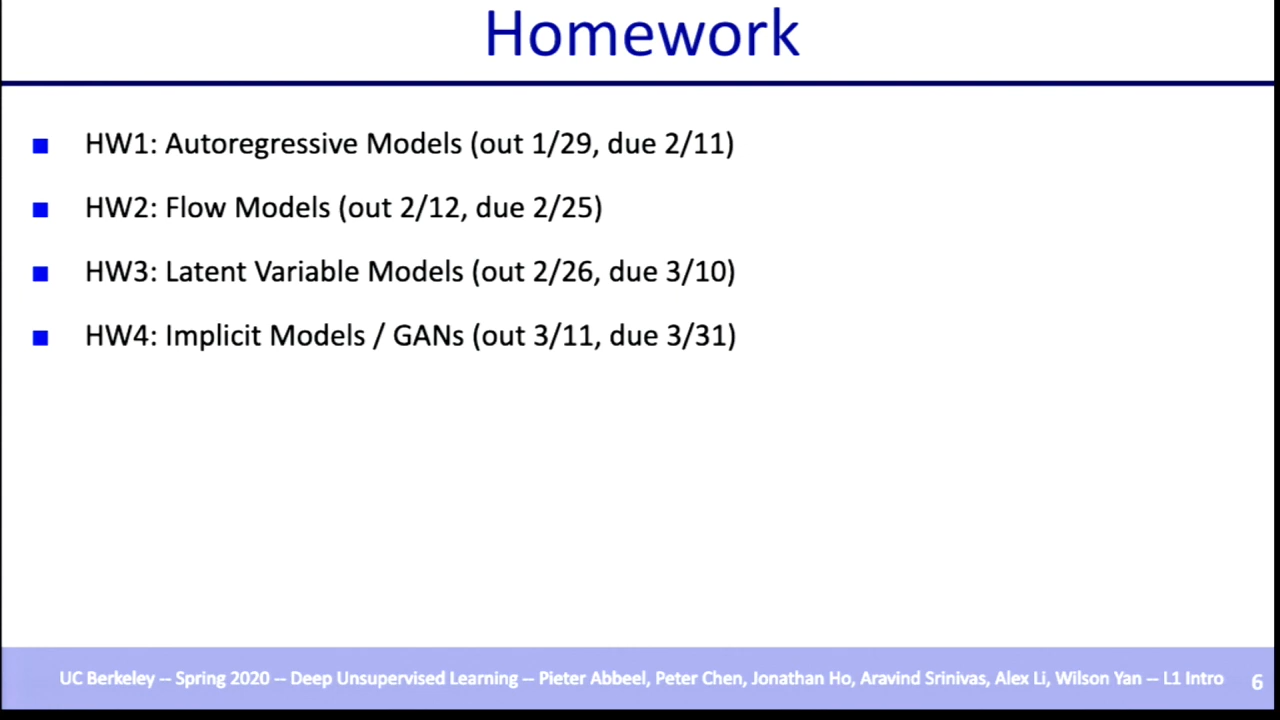 Homework
HW1: Autoregressive Models (out 1/29, due 2/11)
HW2: Flow Models (out 2/12, due 2/25)
HW3: Latent Variable Models (out 2/26, due 3/10)
HW4: Implicit Models / GANs (out 3/11, due 3/31)
UC Berkeley -- Spring 2020 -- Deep Unsupervised Learning -- Pieter Abbeel, Peter Chen, Jonathan Ho, Aravind Srinivas, Alex Li, Wilson Yan -- L1 Intro 6